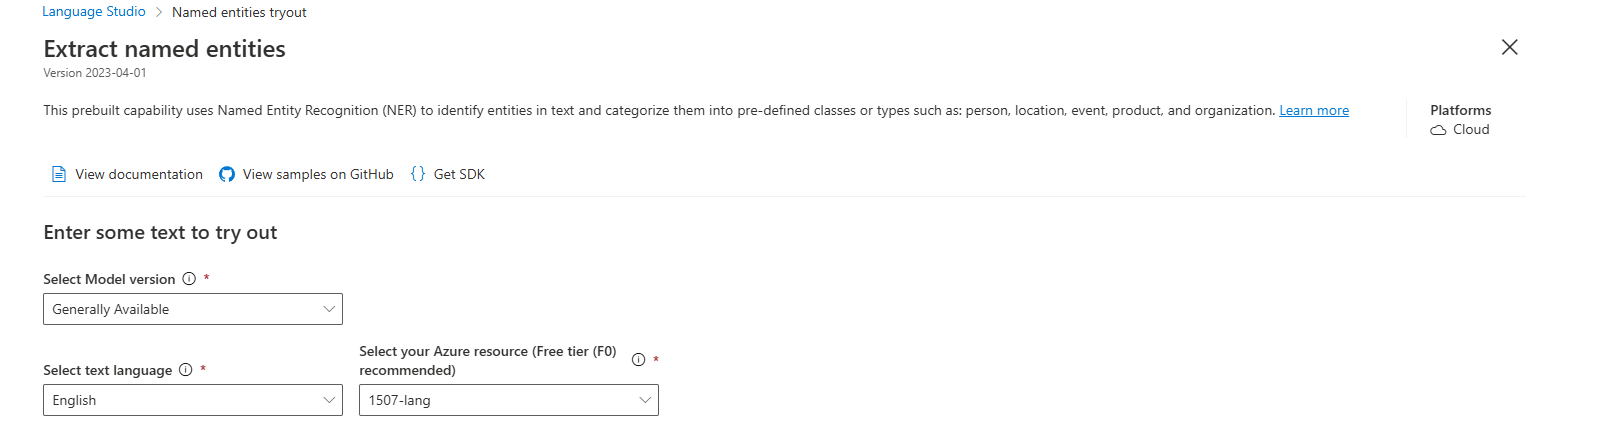 Language Studio > Named entities tryout
Extract named entities
Version 2023-04-01
This prebuilt capability uses Named Entity Recognition (NER) to identify entities in text and categorize them into pre-defined classes or types such as: person, location, event, product, and organization. Learn more
Platforms
Cloud
View documentation View samples on GitHub {} Get SDK
Enter some text to try out
Select Model version *
Generally Available
Select text language *
English
Select your Azure resource (Free tier (F0)
recommended) *
1507-lang